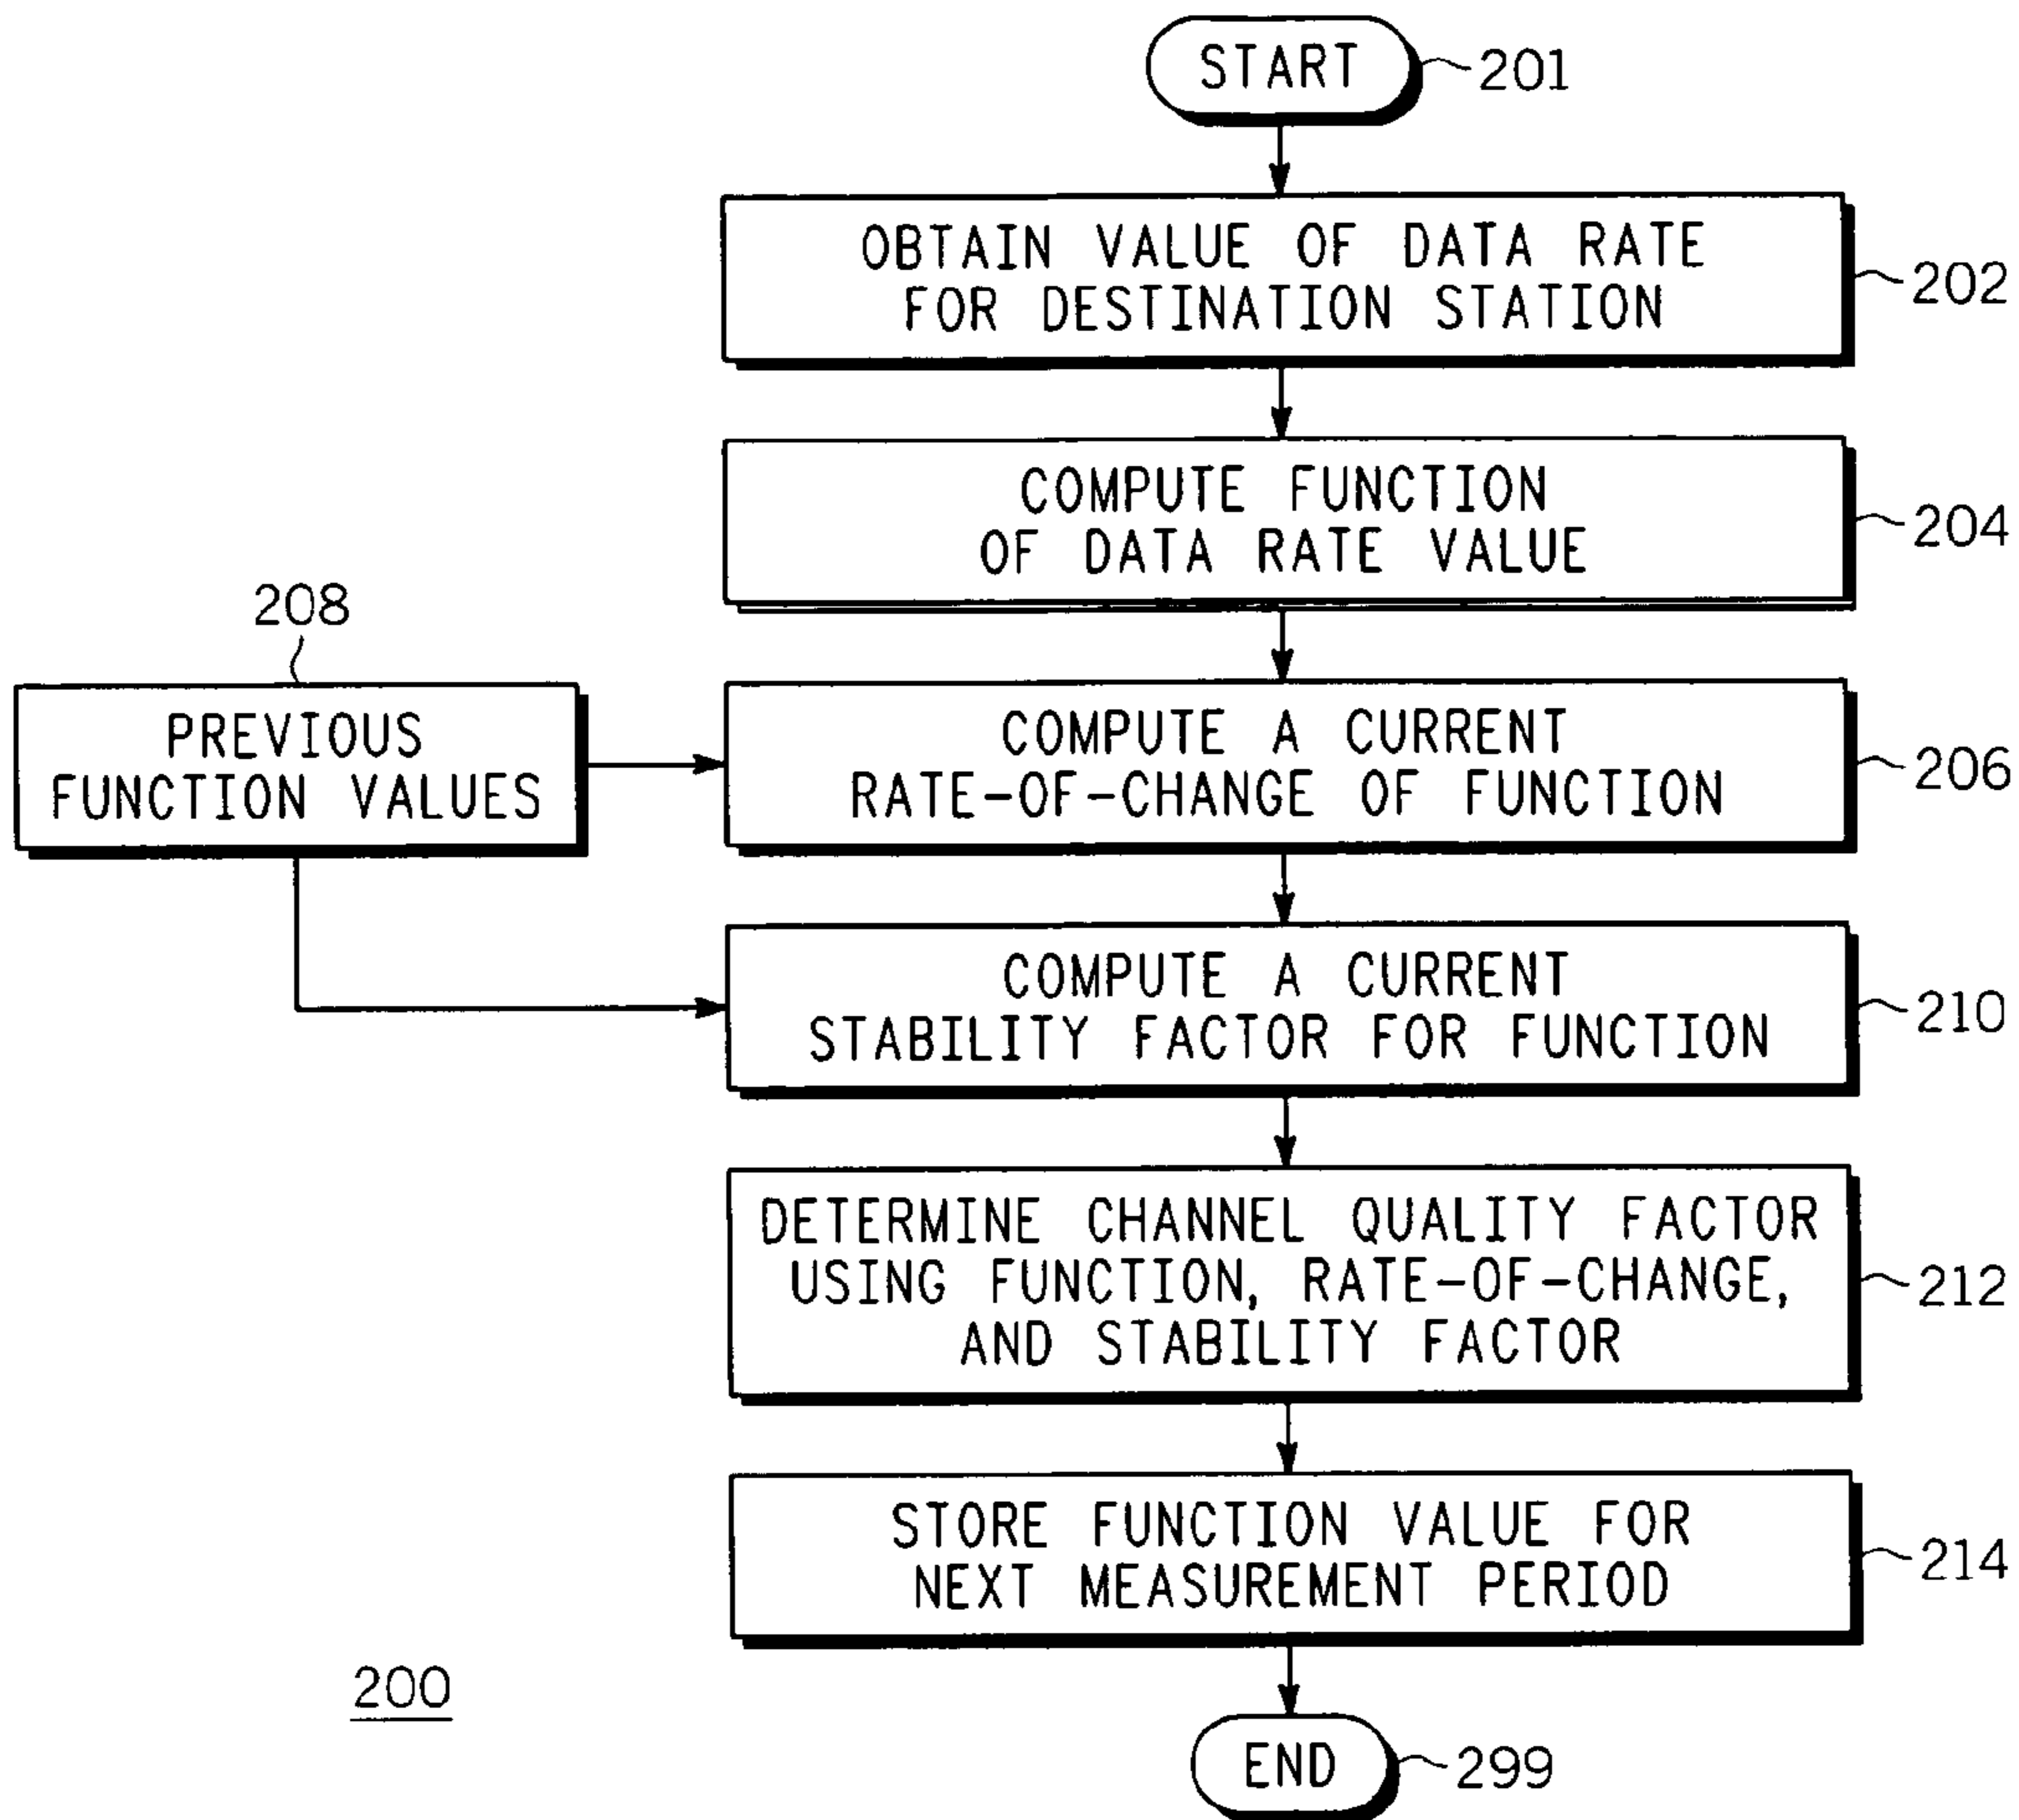 START
201
OBTAIN VALUE OF DATA RATE
FOR DESTINATION STATION
202
COMPUTE FUNCTION
OF DATA RATE VALUE
204
208
PREVIOUS
FUNCTION VALUES
COMPUTE A CURRENT
RATE-OF-CHANGE OF FUNCTION
206
COMPUTE A CURRENT
STABILITY FACTOR FOR FUNCTION
210
DETERMINE CHANNEL QUALITY FACTOR
USING FUNCTION, RATE-OF-CHANGE,
AND STABILITY FACTOR
212
STORE FUNCTION VALUE FOR
NEXT MEASUREMENT PERIOD
214
200
END
299